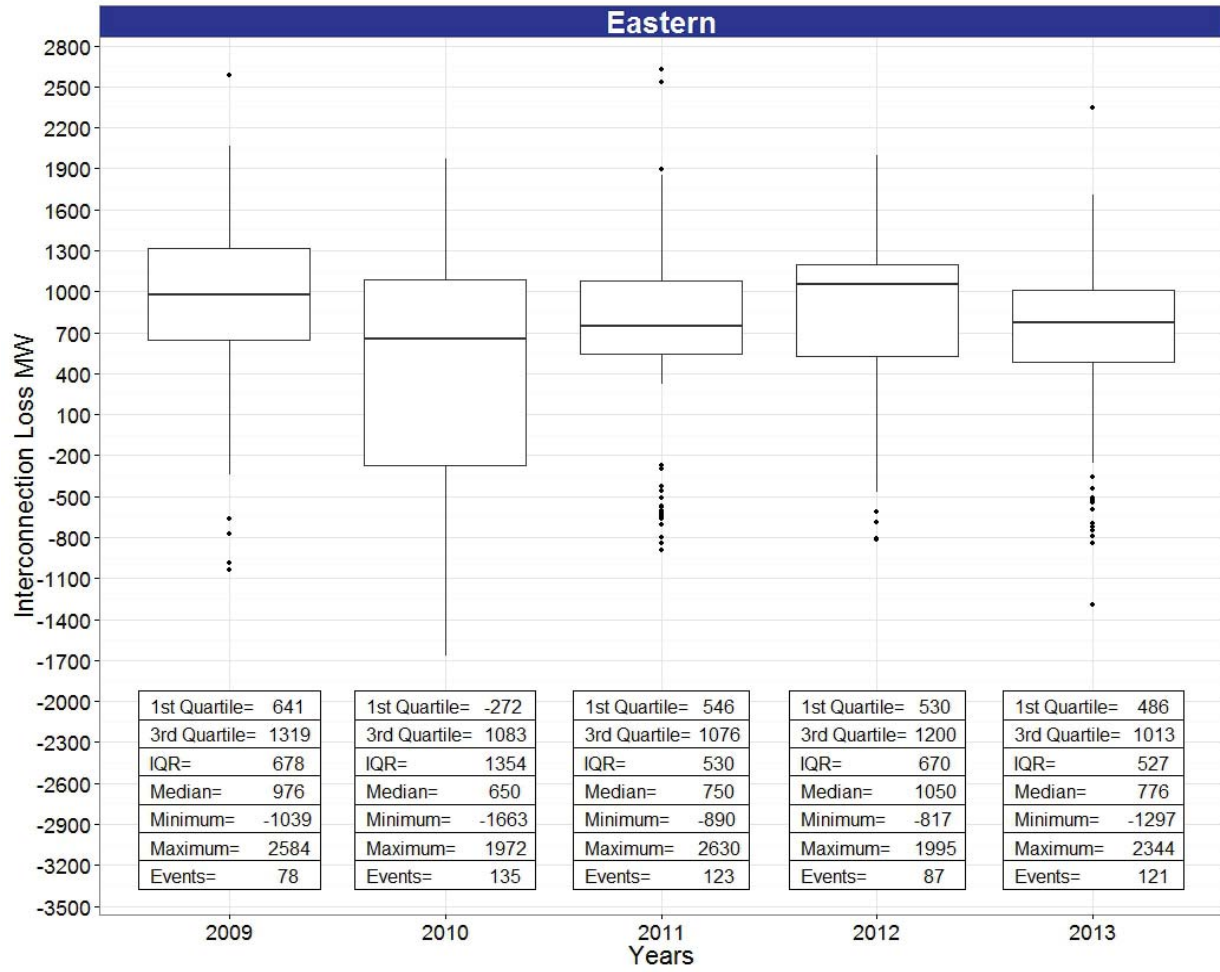 Eastern
2800
2500
2200
1900
1600
1300
1000
700
400
100
-200
-500
-800
-1100
-1400
-1700
-2000
-2300
-2600
-2900
-3200
-3500
Interconnection Loss MW
1st Quartile= 641
3rd Quartile= 1319
IQR= 678
Median= 976
Minimum= -1039
Maximum= 2584
Events= 78
1st Quartile= -272
3rd Quartile= 1083
IQR= 1354
Median= 650
Minimum= -1663
Maximum= 1972
Events= 135
1st Quartile= 546
3rd Quartile= 1076
IQR= 530
Median= 750
Minimum= -890
Maximum= 2630
Events= 123
1st Quartile= 530
3rd Quartile= 1200
IQR= 670
Median= 1050
Minimum= -817
Maximum= 1995
Events= 87
1st Quartile= 486
3rd Quartile= 1013
IQR= 527
Median= 776
Minimum= -1297
Maximum= 2344
Events= 121
2009 2010 2011 2012 2013
Years